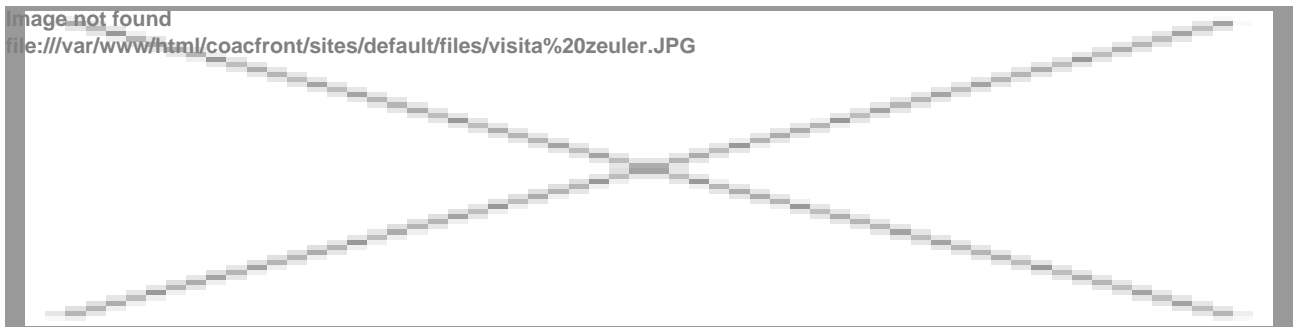 Image not found
file:///var/www/html/coacfront/sites/default/files/visita%20zeuler.JPG